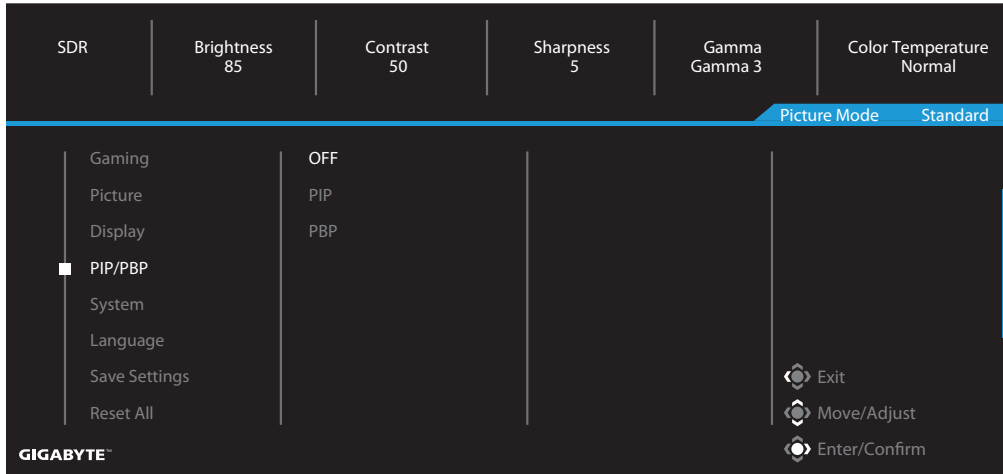 SDR
Brightness
85
Contrast
50
Sharpness
5
Gamma
Gamma 3
Color Temperature
Normal
Picture Mode Standard
Gaming
Picture
Display
PIP/PBP
System
Language
Save Settings
Reset All
OFF
PIP
PBP
Exit
Move/Adjust
Enter/Confirm
GIGABYTE™